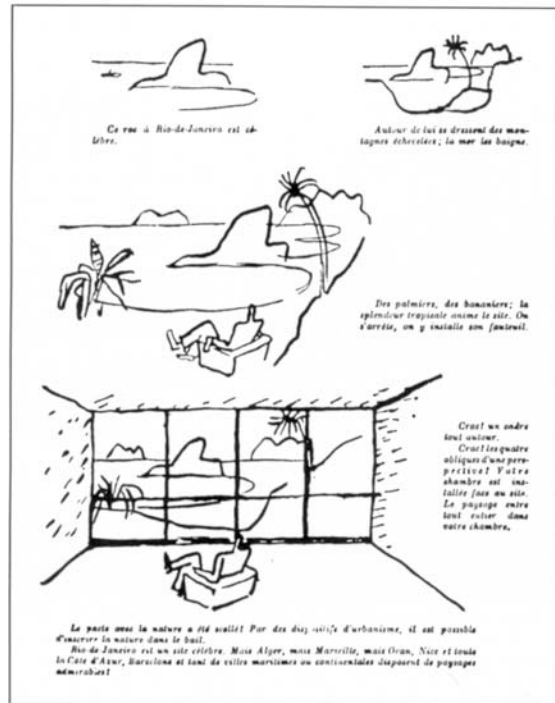 Ce roc à Rio-de-Janeiro est cé-
lèbre.
Autour de lui se dressent des mon-
tagnes échevelées; la mer les baigne.
Des palmiers, des bananiers; la
splendeur tropicale anime le site. On
s'arrête, on y installe son fauteuil.
Crac! un cadre
tout autour.
Crac! les quatre
obliques d'une pers-
pective! Votre
chambre est ins-
tallée face au site.
Le paysage entre
tout entier dans
votre chambre.
Le pacte avec la nature a été scellé! Par des dispositifs d'urbanisme, il est possible
d'inscrire la nature dans le bail.
Rio-de-Janeiro est un site célèbre. Mais Alger, mais Marseille, mais Oran, Nice et toute
la Côte d'Azur, Barcelone et tant de villes maritimes ou continentales disposent de paysages
admirables!